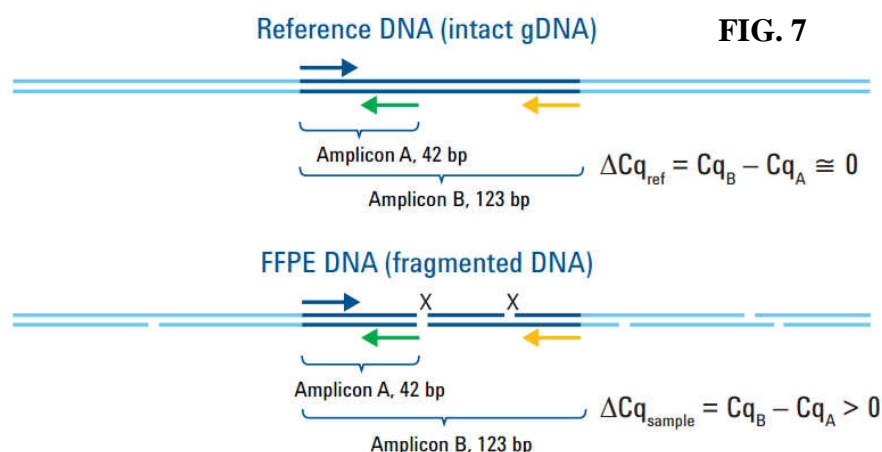 Reference DNA (intact gDNA)
FIG. 7
Amplicon A, 42 bp
Amplicon B, 123 bp
ΔCq_ref = Cq_B – Cq_A ≅ 0
FFPE DNA (fragmented DNA)
X X
Amplicon A, 42 bp
Amplicon B, 123 bp
ΔCq_sample = Cq_B – Cq_A > 0